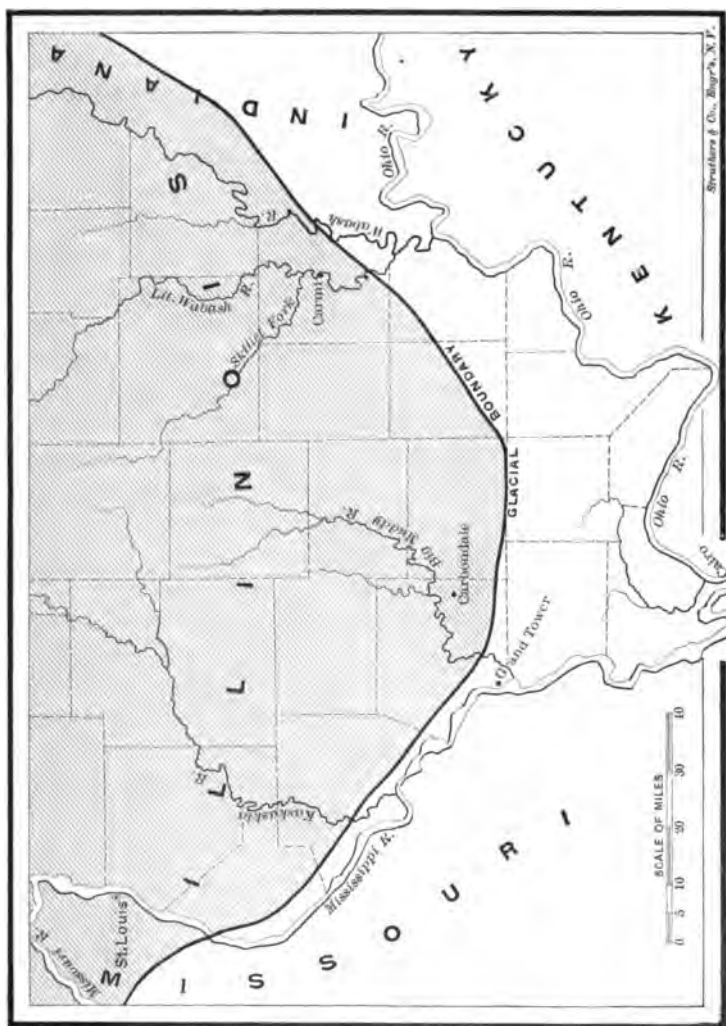 INDIANA
ILLINOIS
MISSOURI
KENTUCKY
Missouri R.
St. Louis
Kaskaskia R.
Mississippi R.
Big Muddy R.
Carbondale
Grand Tower
Skillet Fork
Lit. Wabash R.
Carmi
Wabash R.
Ohio R.
Ohio R.
Ohio R.
Cairo
GLACIAL BOUNDARY
SCALE OF MILES
0 5 10 20 30 40
Struthers & Co., Engr's, N.Y.